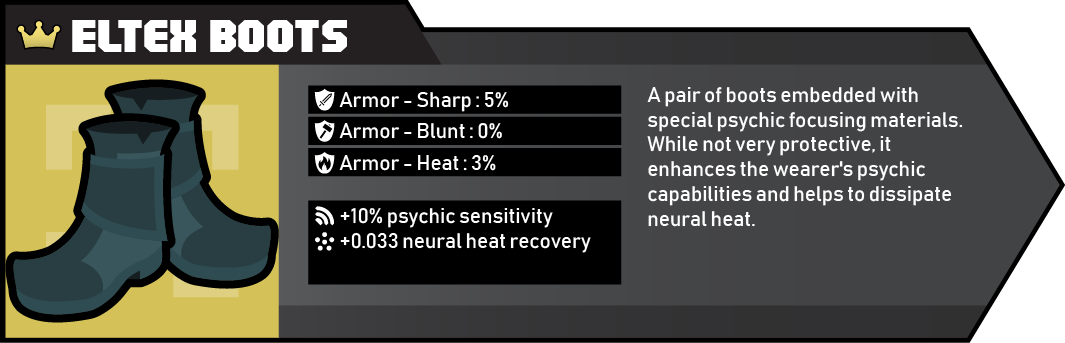 ELTEX BOOTS
Armor - Sharp : 5%
Armor - Blunt : 0%
Armor - Heat : 3%
+10% psychic sensitivity
+0.033 neural heat recovery
A pair of boots embedded with
special psychic focusing materials.
While not very protective, it
enhances the wearer's psychic
capabilities and helps to dissipate
neural heat.